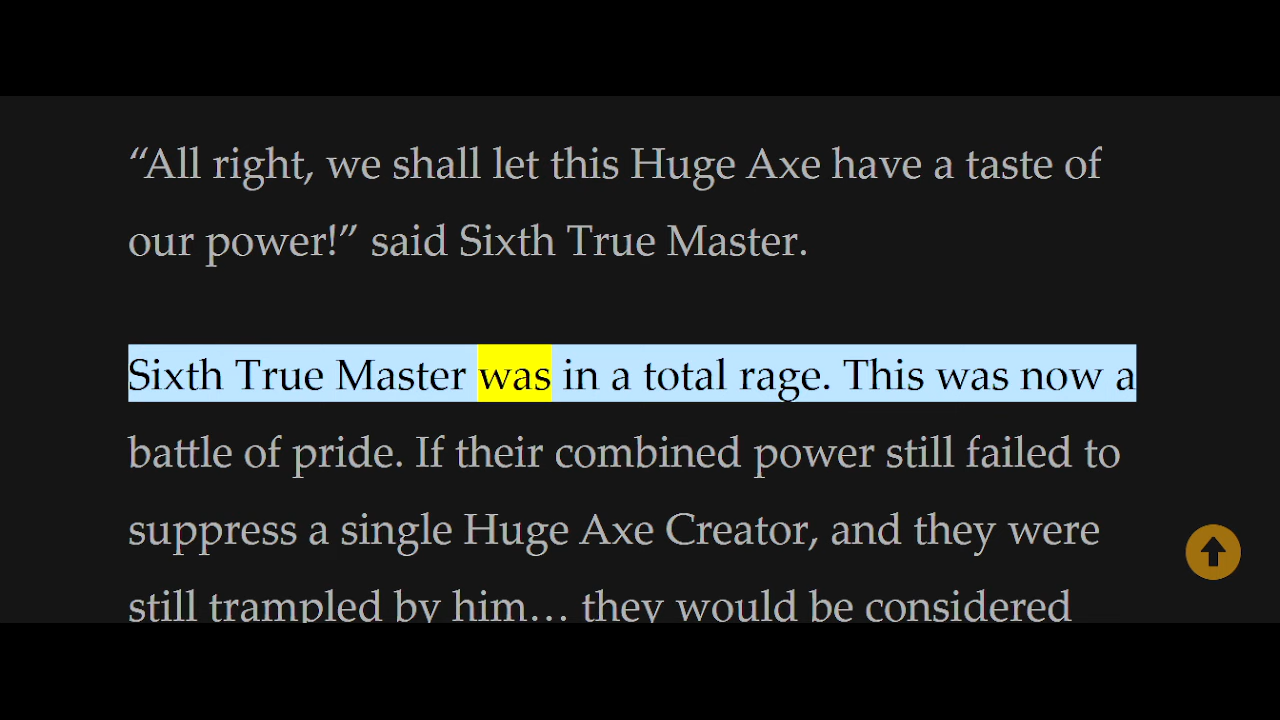 “All right, we shall let this Huge Axe have a taste of
our power!” said Sixth True Master.
Sixth True Master was in a total rage. This was now a
battle of pride. If their combined power still failed to
suppress a single Huge Axe Creator, and they were
still trampled by him… they would be considered